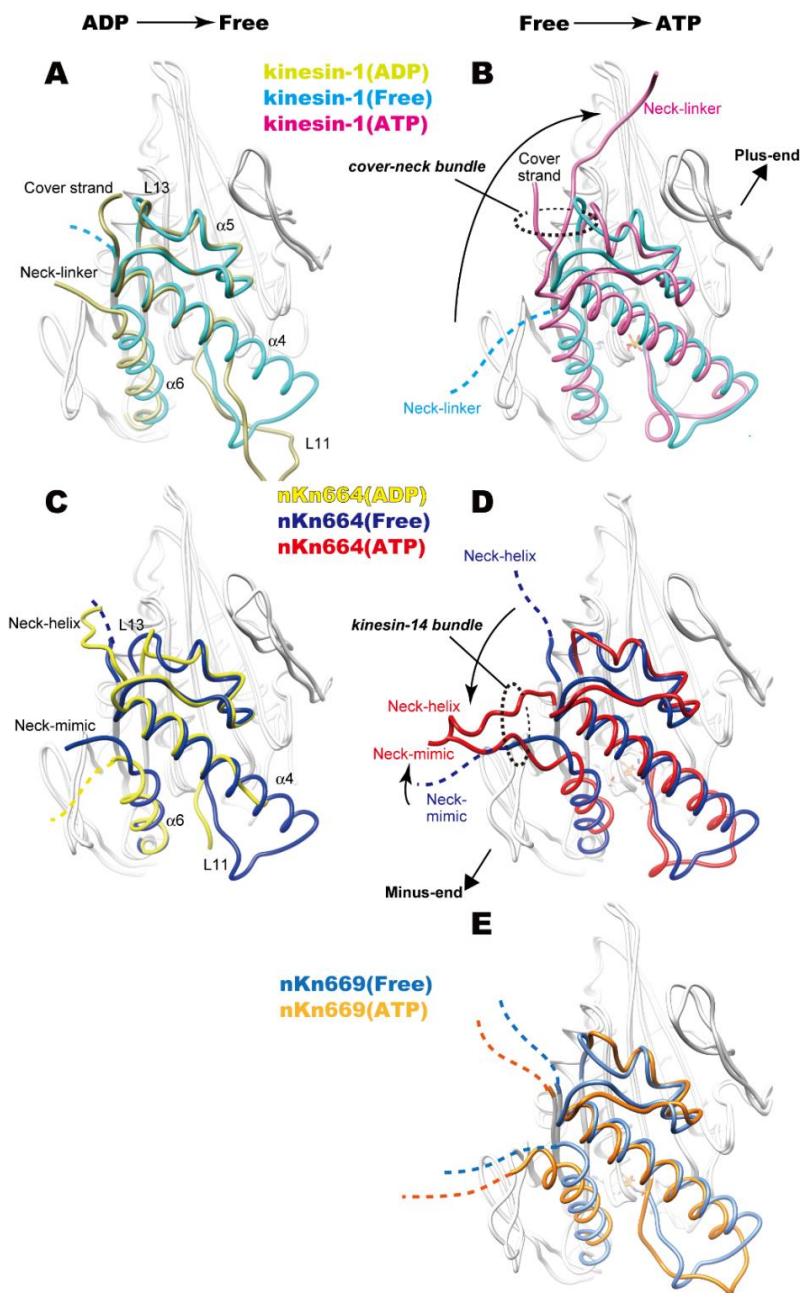 ADP → Free
Free → ATP
A
kinesin-1(ADP)
kinesin-1(Free)
kinesin-1(ATP)
Cover strand
L13
α5
Neck-linker
α4
α6
L11
B
Neck-linker
cover-neck bundle
Cover
strand
Plus-end
Neck-linker
C
nKn664(ADP)
nKn664(Free)
nKn664(ATP)
Neck-helix
L13
Neck-mimic
α4
α6
L11
D
Neck-helix
kinesin-14 bundle
Neck-helix
Neck-mimic
Neck-
mimic
Minus-end
E
nKn669(Free)
nKn669(ATP)